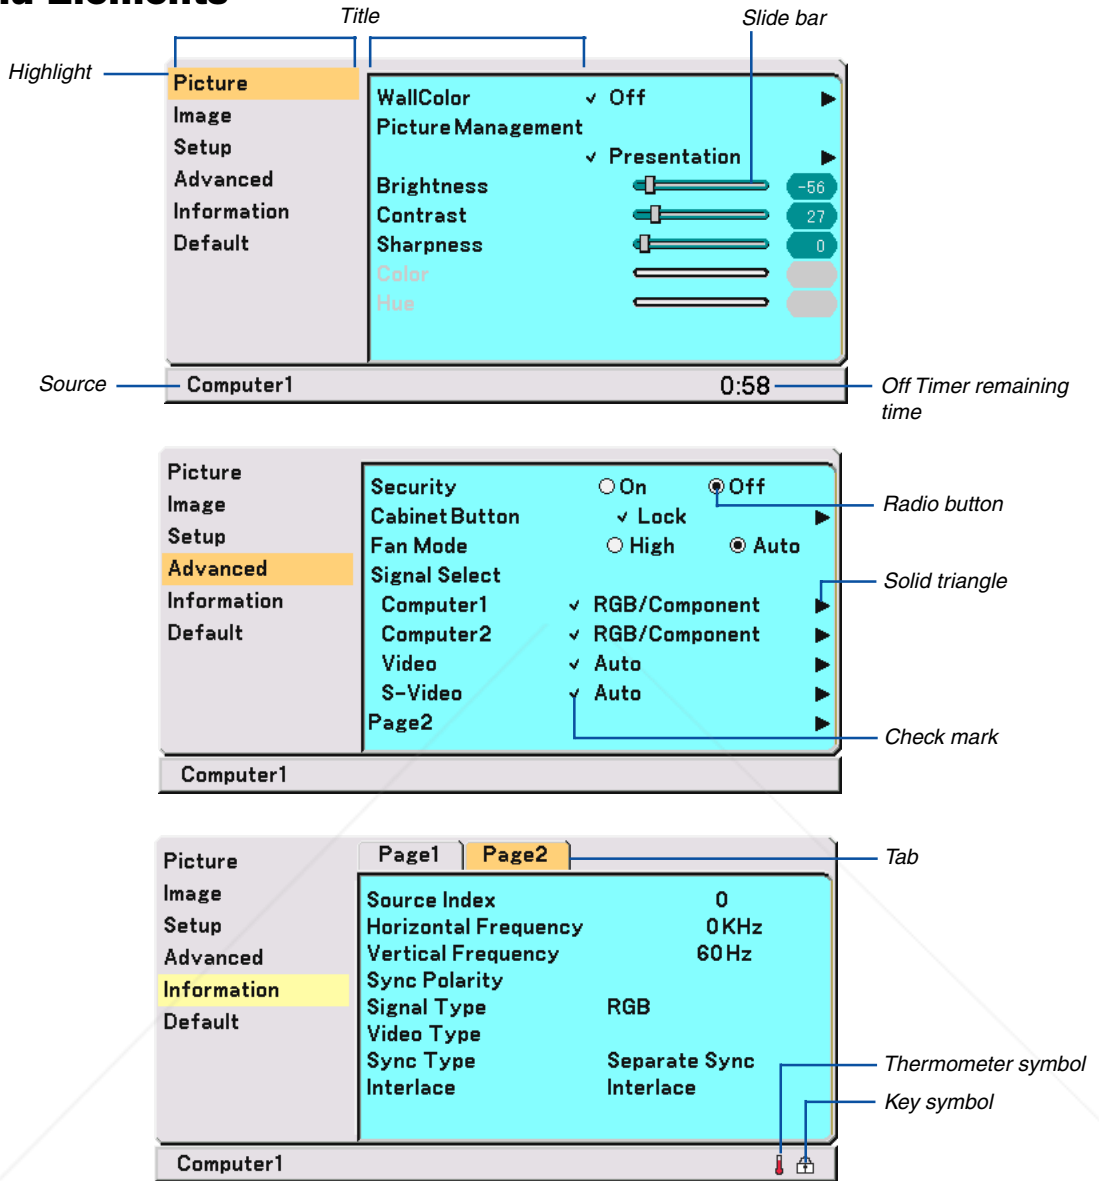 Elements
Title
Slide bar
Highlight
Picture
Image
Setup
Advanced
Information
Default
WallColor ✓ Off ▶
Picture Management
✓ Presentation ▶
Brightness -56
Contrast 27
Sharpness 0
Color
Hue
Source
Computer1 0:58
Off Timer remaining
time
Picture
Image
Setup
Advanced
Information
Default
Security On Off
Cabinet Button ✓ Lock ▶
Fan Mode High Auto
Signal Select
Computer1 ✓ RGB/Component ▶
Computer2 ✓ RGB/Component ▶
Video ✓ Auto ▶
S-Video ✓ Auto ▶
Page2 ▶
Radio button
Solid triangle
Check mark
Computer1
Picture
Image
Setup
Advanced
Information
Default
Page1 Page2
Tab
Source Index 0
Horizontal Frequency 0KHz
Vertical Frequency 60Hz
Sync Polarity
Signal Type RGB
Video Type
Sync Type Separate Sync
Interlace Interlace
Thermometer symbol
Key symbol
Computer1